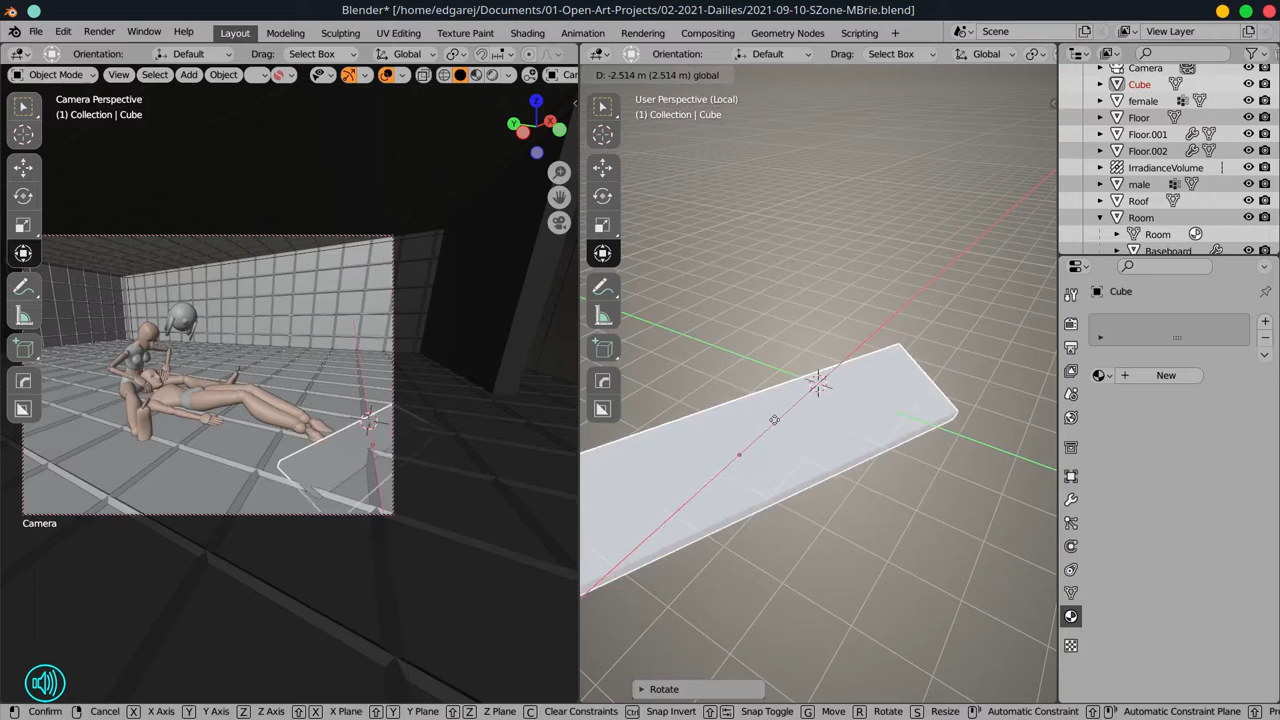 Blender* [/home/edgarej/Documents/01-Open-Art-Projects/02-2021-Dailies/2021-09-10-SZone-MBrie.blend]
File Edit Render Window Help Layout Modeling Sculpting UV Editing Texture Paint Shading Animation Rendering Compositing Geometry Nodes Scripting + Scene View Layer
Orientation: Default Drag: Select Box Global
Orientation: Default Drag: Select Box Global
Object Mode View Select Add Object
D: -2.514 m (2.514 m) global
Camera Perspective
(1) Collection | Cube
User Perspective (Local)
(1) Collection | Cube
Z
Y
X
Camera
Camera
Cube
female
Floor
Floor.001
Floor.002
IrradianceVolume
male
Roof
Room
Room
Baseboard
Cube
New
Rotate
Confirm Cancel X X Axis Y Y Axis Z Z Axis X X Plane Y Y Plane Z Z Plane C Clear Constraints Ctrl Snap Invert Snap Toggle G Move R Rotate S Resize Automatic Constraint Automatic Constraint Plane